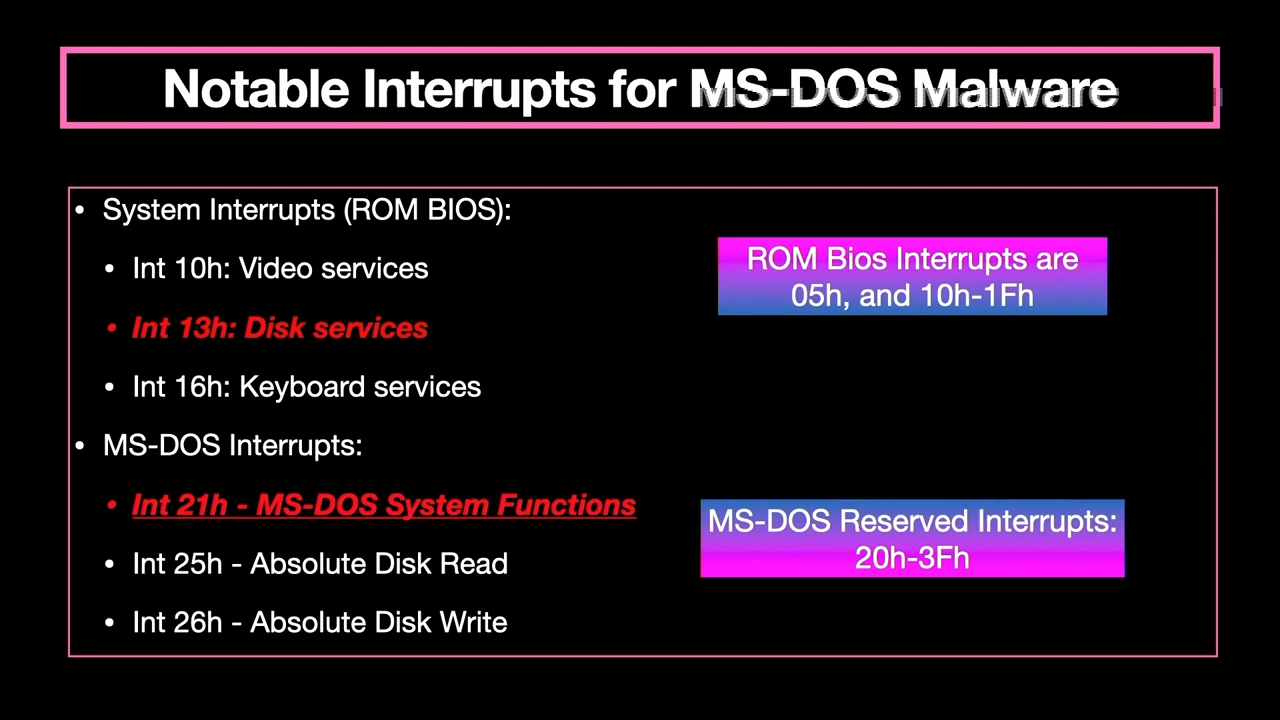 Notable Interrupts for MS-DOS Malware
• System Interrupts (ROM BIOS):
• Int 10h: Video services
• Int 13h: Disk services
• Int 16h: Keyboard services
• MS-DOS Interrupts:
• Int 21h - MS-DOS System Functions
• Int 25h - Absolute Disk Read
• Int 26h - Absolute Disk Write
ROM Bios Interrupts are
05h, and 10h-1Fh
MS-DOS Reserved Interrupts:
20h-3Fh